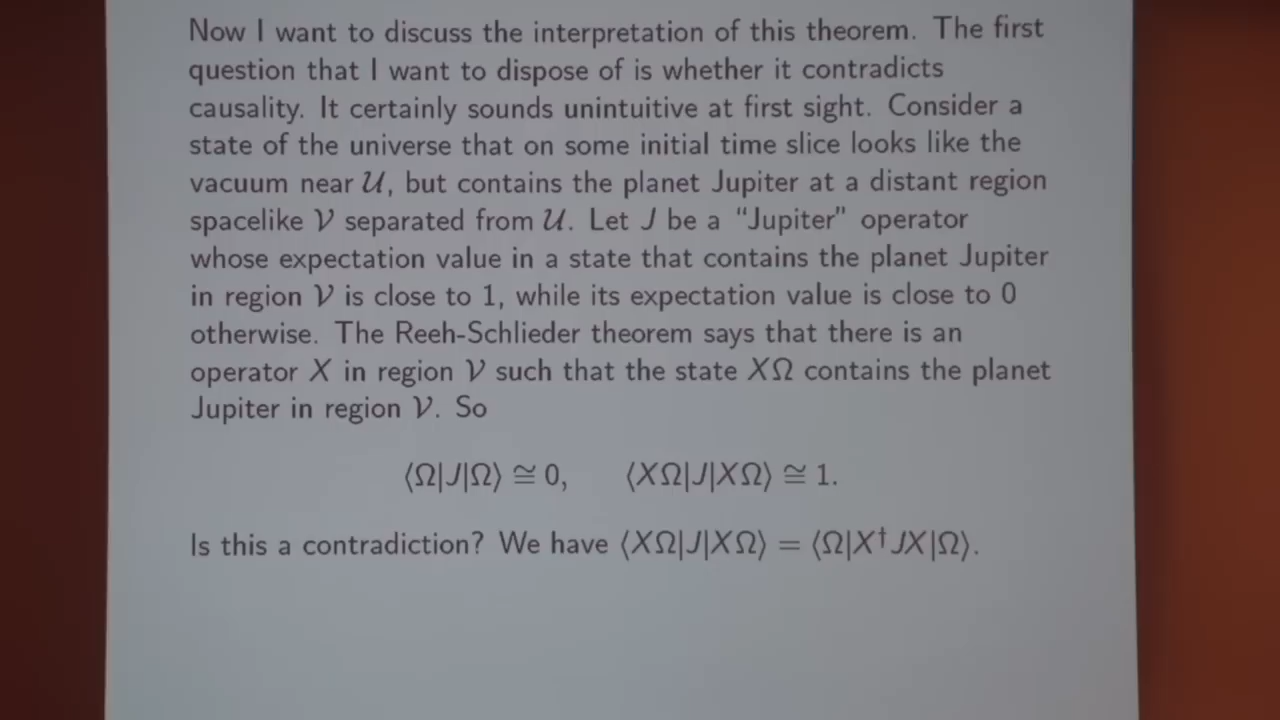 Now I want to discuss the interpretation of this theorem. The first
question that I want to dispose of is whether it contradicts
causality. It certainly sounds unintuitive at first sight. Consider a
state of the universe that on some initial time slice looks like the
vacuum near 𝒰, but contains the planet Jupiter at a distant region
spacelike 𝒱 separated from 𝒰. Let J be a “Jupiter” operator
whose expectation value in a state that contains the planet Jupiter
in region 𝒱 is close to 1, while its expectation value is close to 0
otherwise. The Reeh-Schlieder theorem says that there is an
operator X in region 𝒱 such that the state XΩ contains the planet
Jupiter in region 𝒱. So
⟨Ω|J|Ω⟩ ≅ 0, ⟨XΩ|J|XΩ⟩ ≅ 1.
Is this a contradiction? We have ⟨XΩ|J|XΩ⟩ = ⟨Ω|X†JX|Ω⟩.